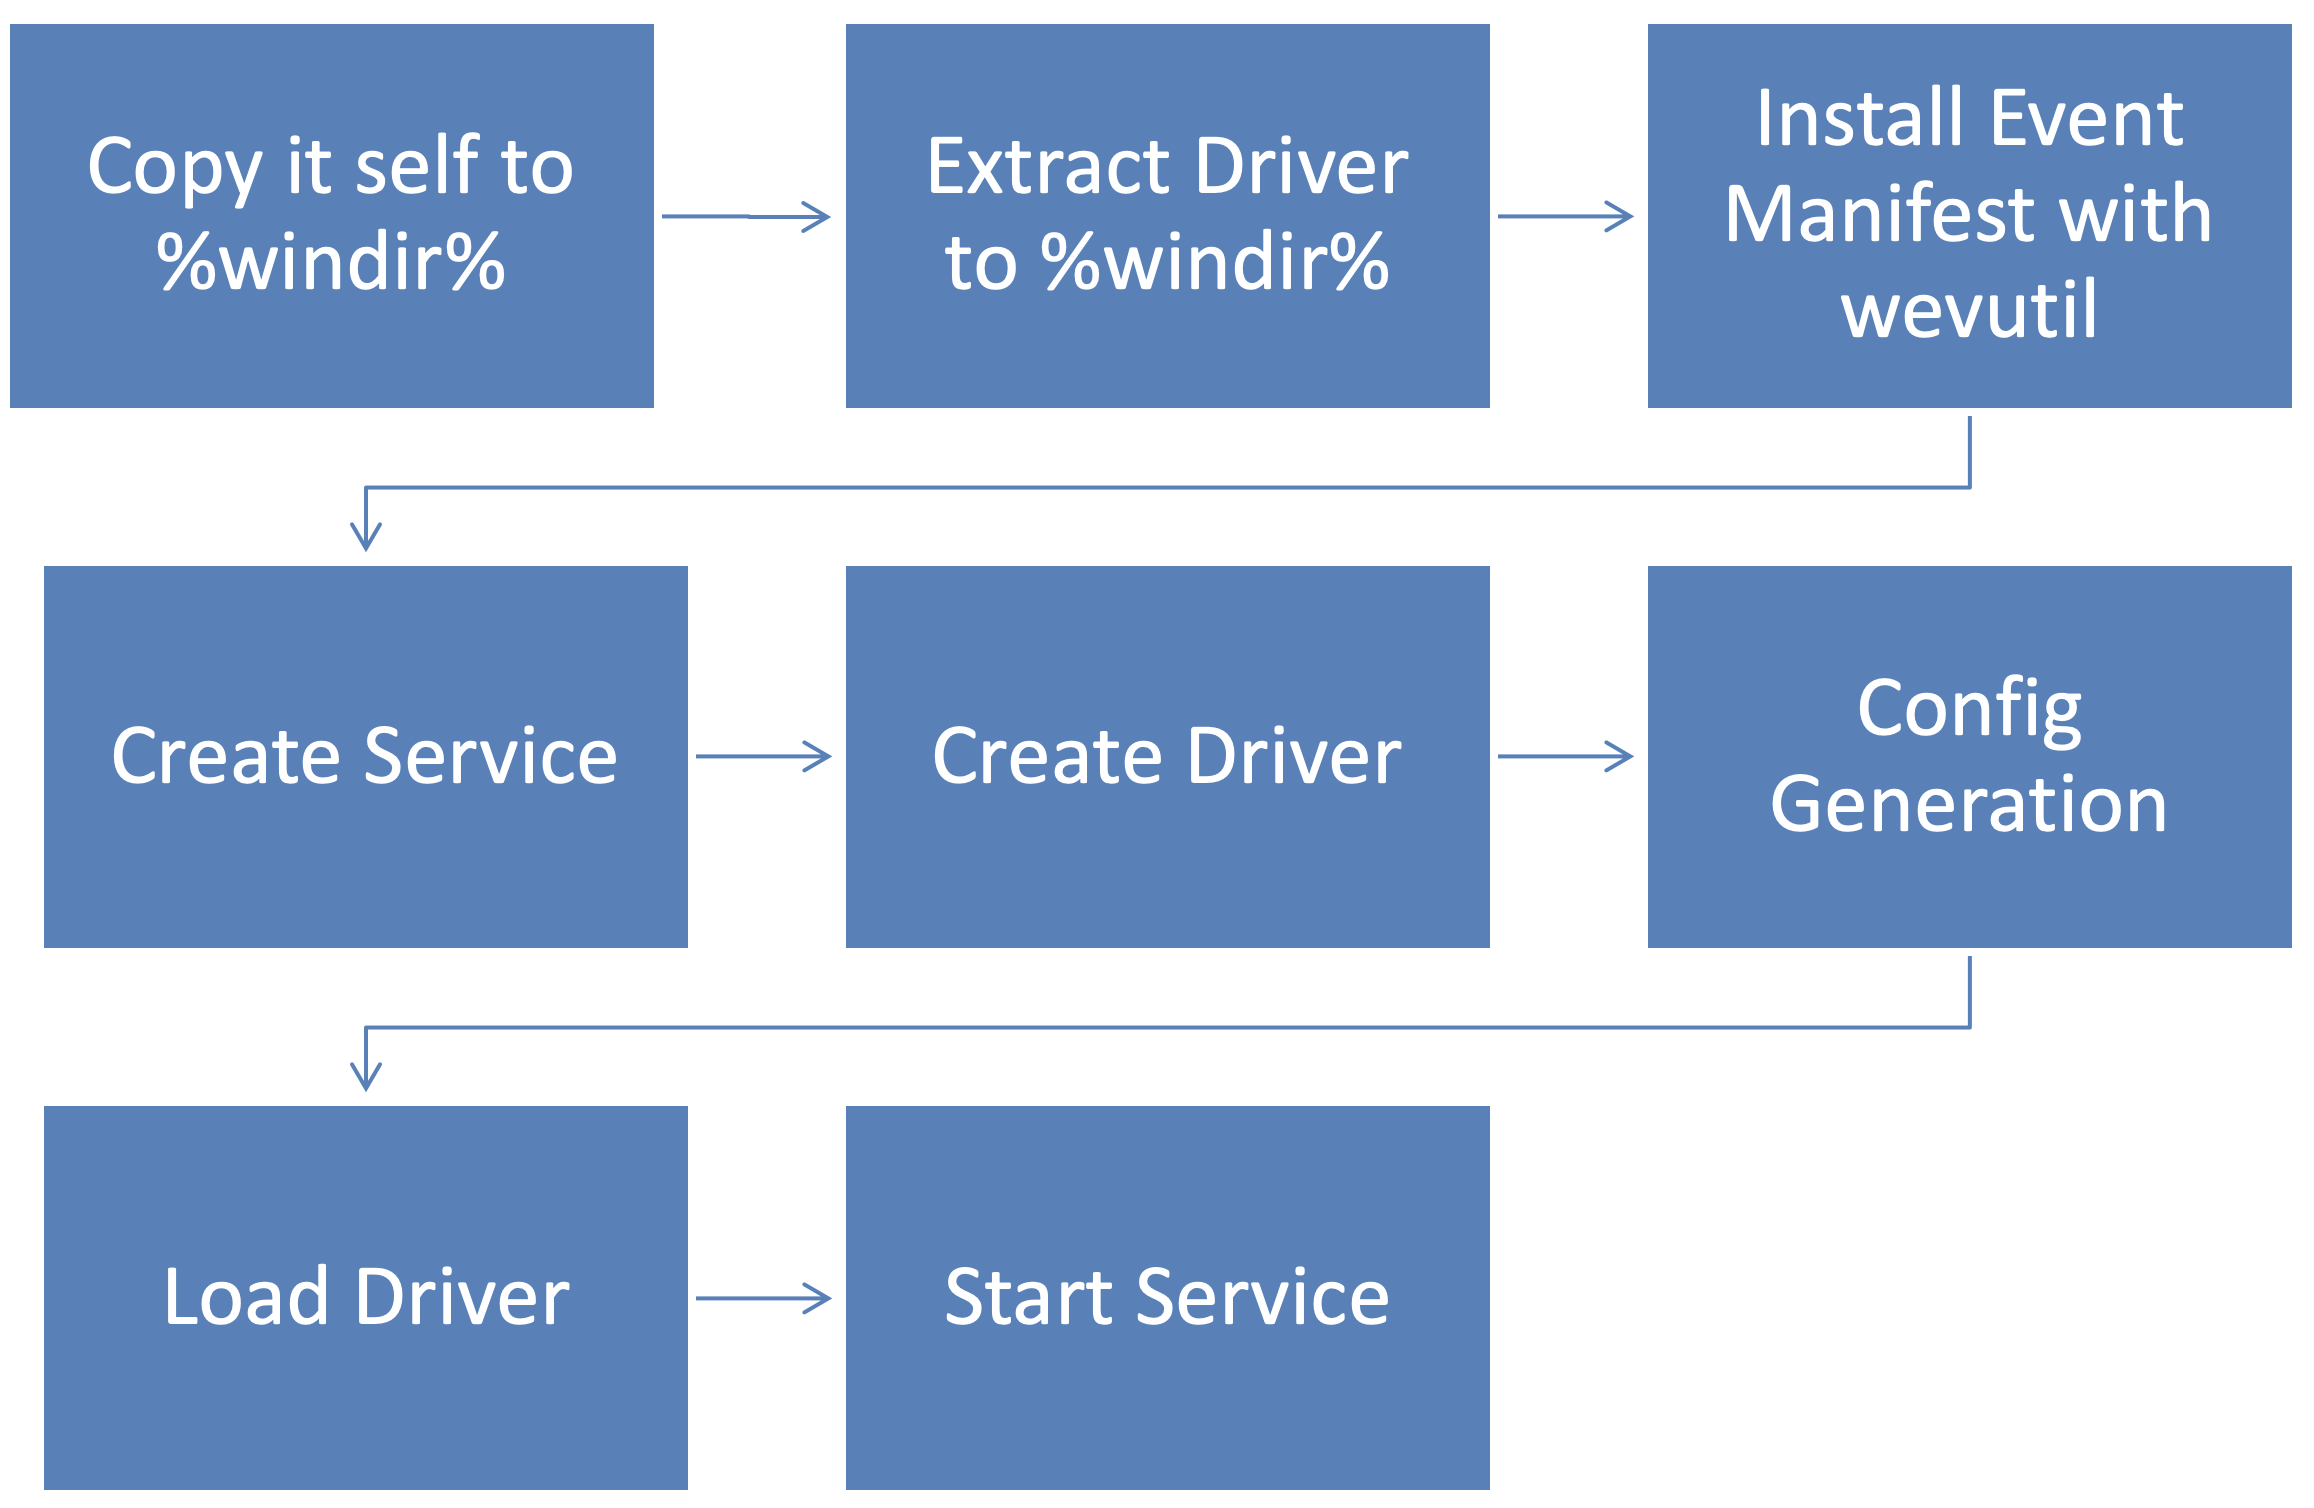 Copy it self to
%windir%
Extract Driver
to %windir%
Install Event
Manifest with
wevutil
Create Service
Create Driver
Config
Generation
Load Driver
Start Service